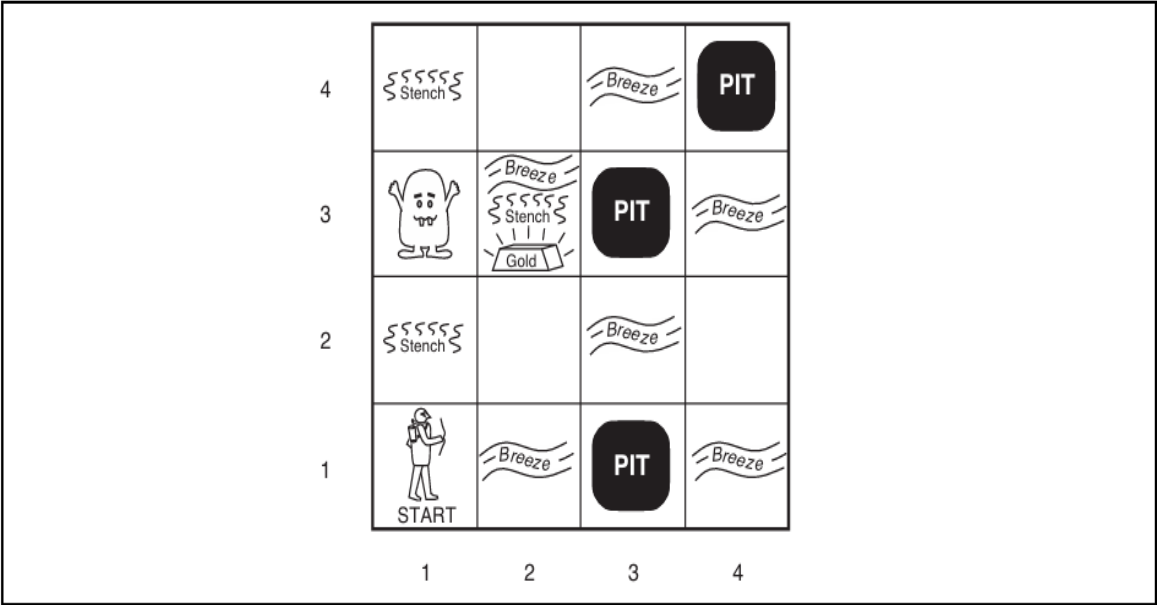 4
Stench
Breeze
PIT
3
Breeze
Stench
Gold
PIT
Breeze
2
Stench
Breeze
1
START
Breeze
PIT
Breeze
1 2 3 4